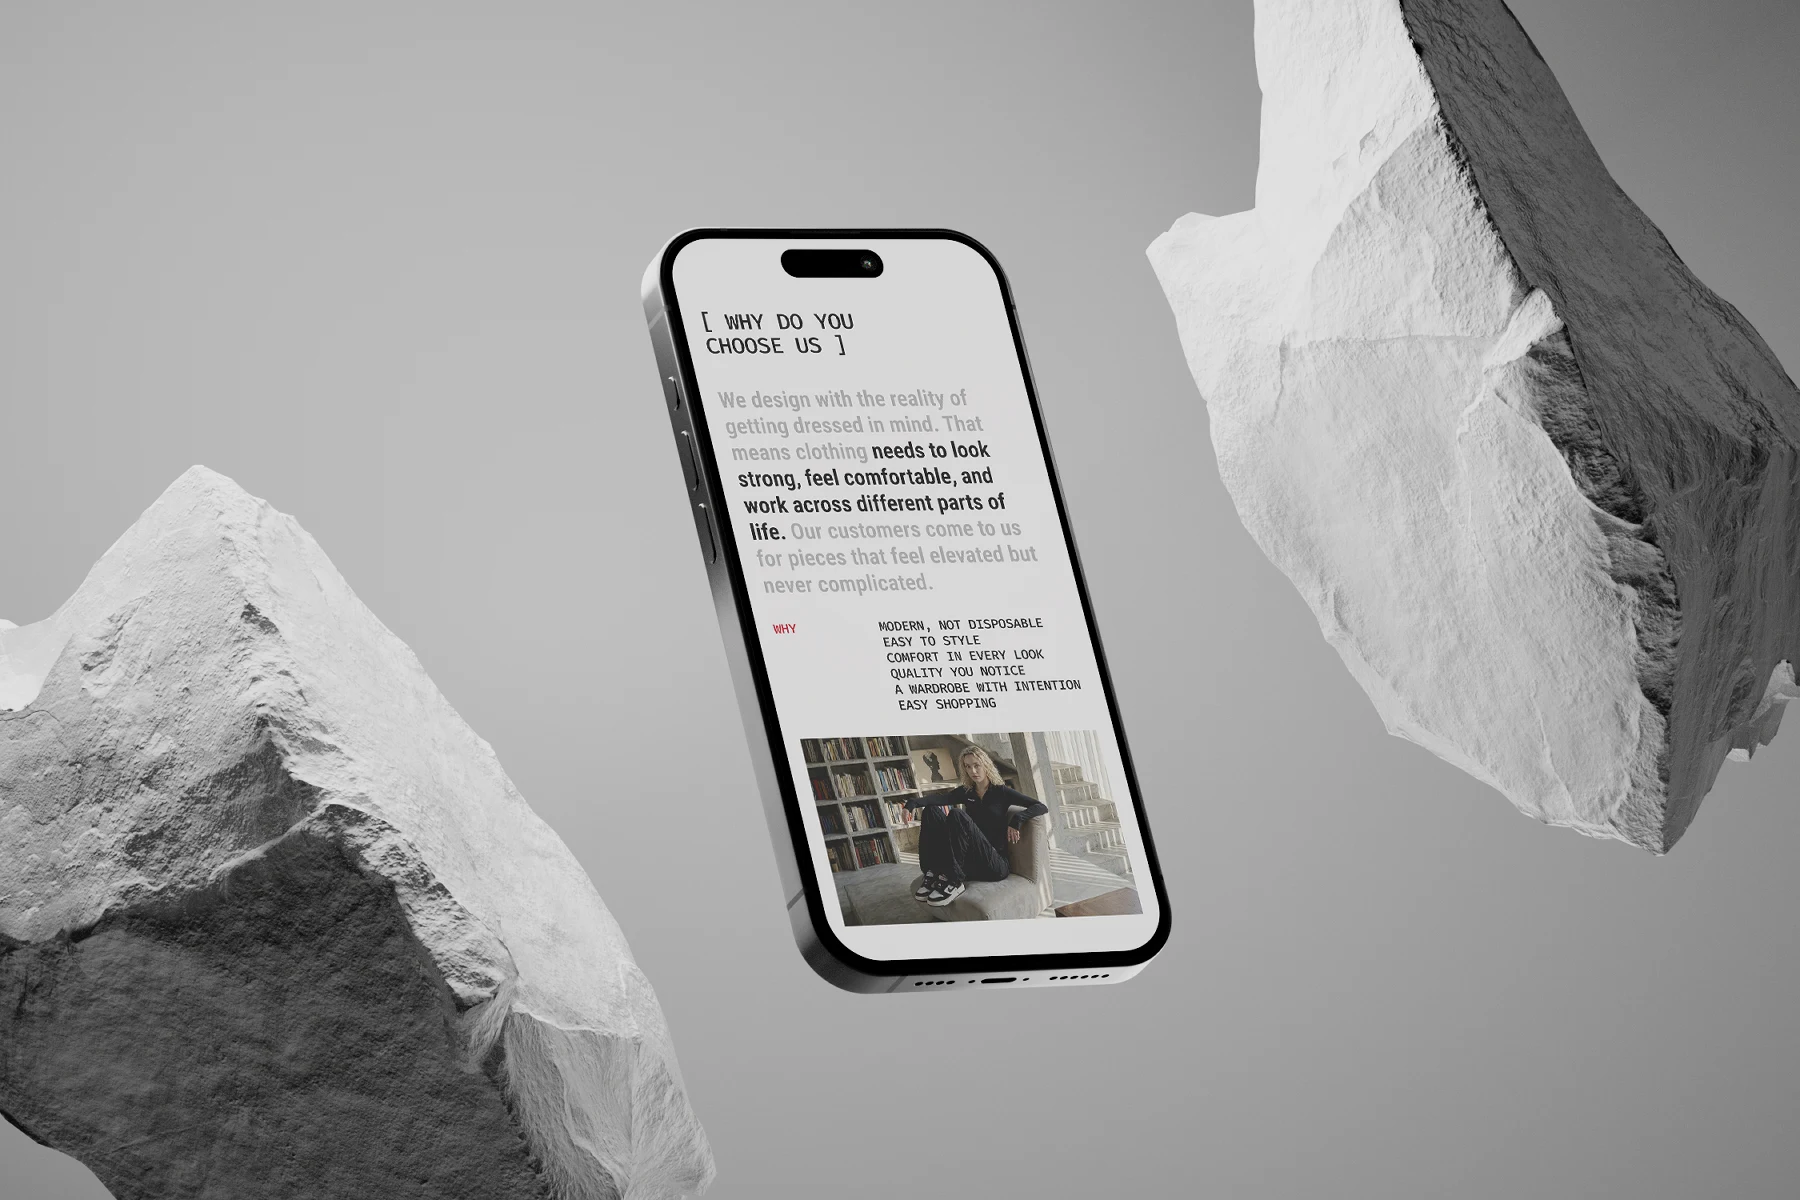 [ WHY DO YOU
CHOOSE US ]
We design with the reality of
getting dressed in mind. That
means clothing needs to look
strong, feel comfortable, and
work across different parts of
life. Our customers come to us
for pieces that feel elevated but
never complicated.
WHY
MODERN, NOT DISPOSABLE
EASY TO STYLE
COMFORT IN EVERY LOOK
QUALITY YOU NOTICE
A WARDROBE WITH INTENTION
EASY SHOPPING